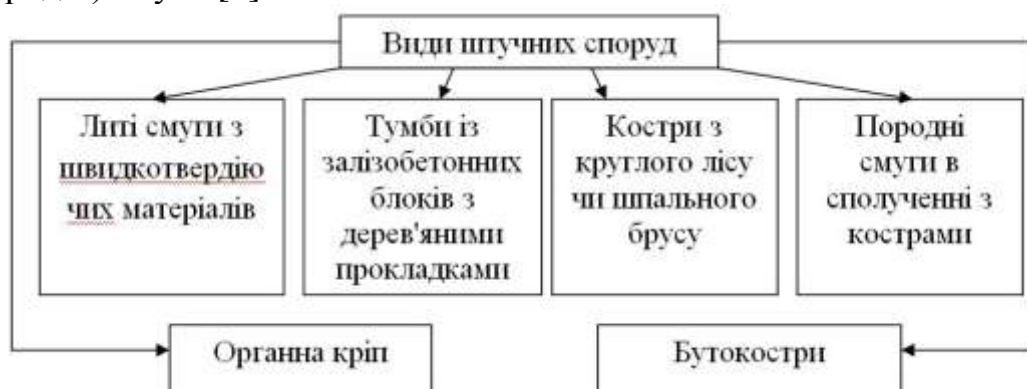 Види штучних споруд
Литі смуги з
швидкотвердію
чих матеріалів
Тумби із
залізобетонних
блоків з
дерев'яними
прокладками
Костри з
круглого лісу
чи шпального
брусу
Породні
смуги в
сполученні з
кострами
Органна кріп
Бутокостри